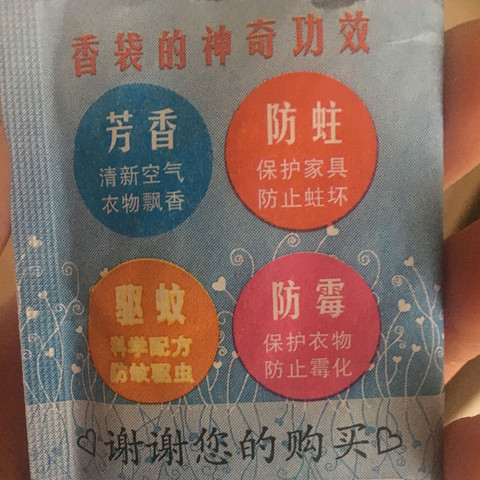 香袋的神奇功效
芳香
清新空气
衣物飘香
防蛀
保护家具
防止蛀坏
驱蚊
科学配方
防蚊驱虫
防霉
保护衣物
防止霉化
谢谢您的购买